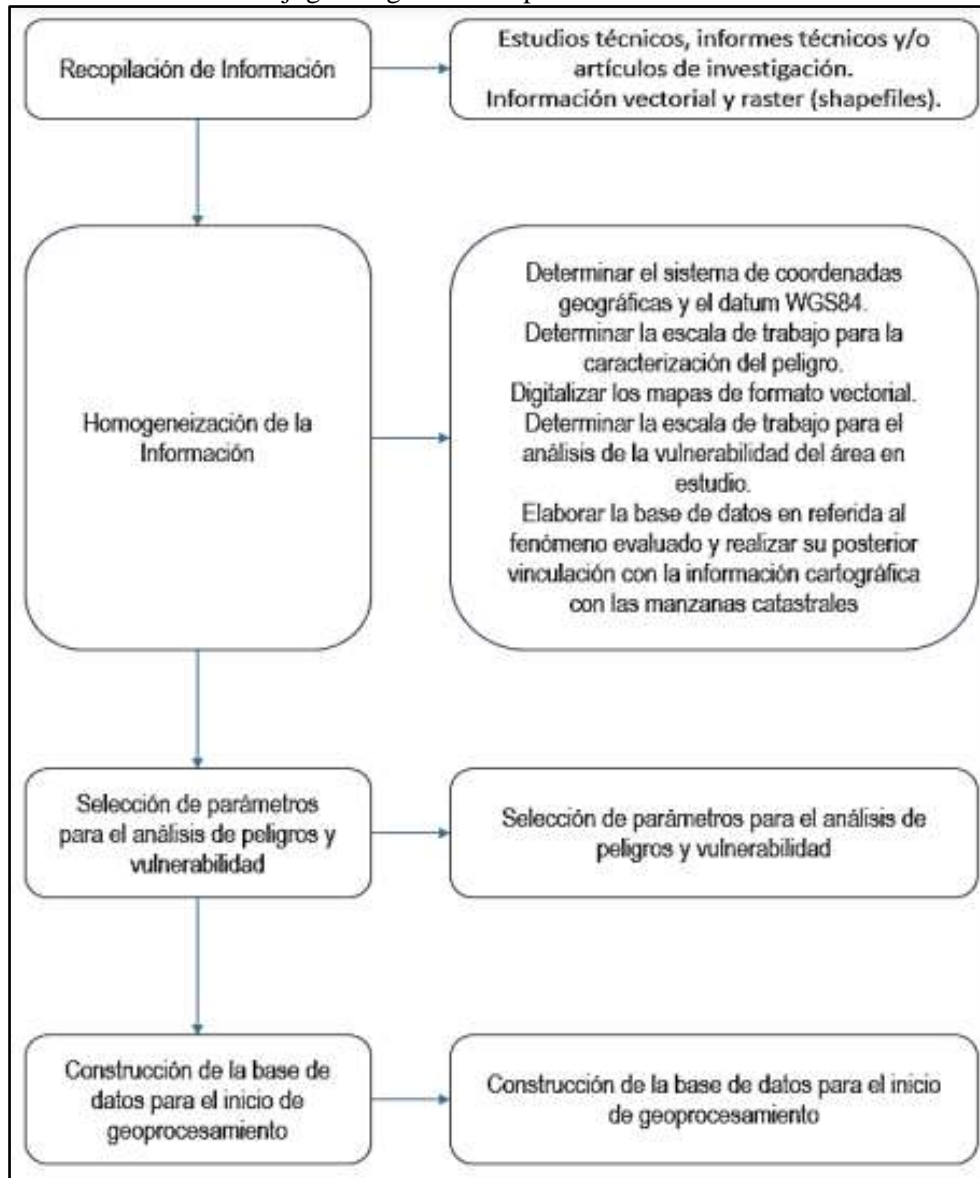 Recopilación de Información
Estudios técnicos, informes técnicos y/o
artículos de investigación.
Información vectorial y raster (shapefiles).
Homogeneización de la
Información
Determinar el sistema de coordenadas
geográficas y el datum WGS84.
Determinar la escala de trabajo para la
caracterización del peligro.
Digitalizar los mapas de formato vectorial.
Determinar la escala de trabajo para el
análisis de la vulnerabilidad del área en
estudio.
Elaborar la base de datos en referida al
fenómeno evaluado y realizar su posterior
vinculación con la información cartográfica
con las manzanas catastrales
Selección de parámetros
para el análisis de peligros y
vulnerabilidad
Selección de parámetros para el análisis de
peligros y vulnerabilidad
Construcción de la base de
datos para el inicio de
geoprocesamiento
Construcción de la base de datos para el inicio
de geoprocesamiento